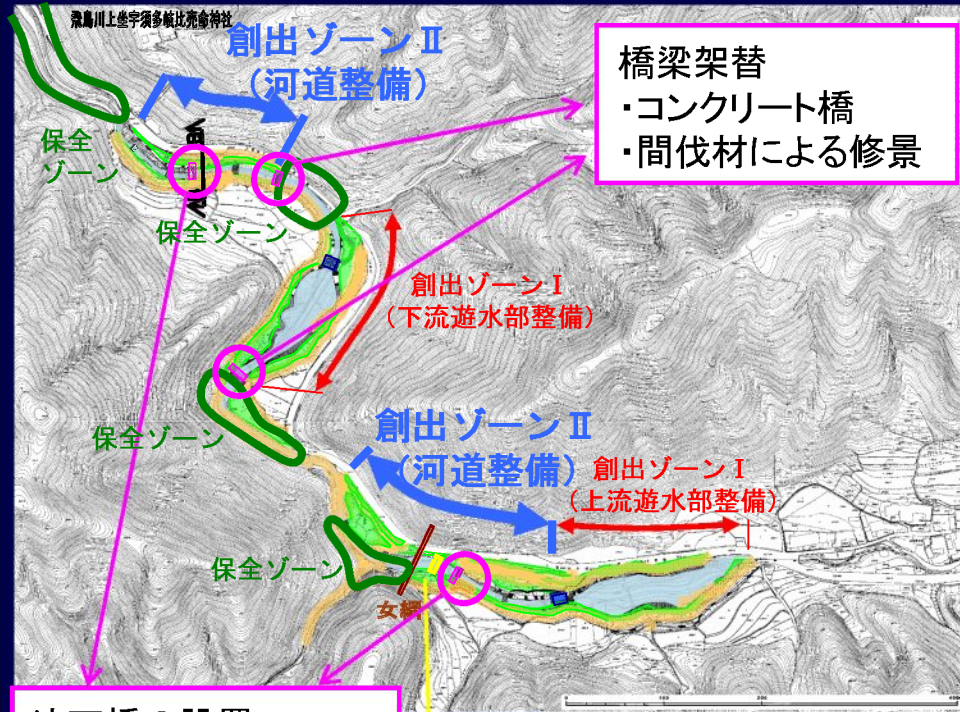 飛鳥川上坐宇須多岐比売命神社
創出ゾーンⅡ
（河道整備）
橋梁架替
・コンクリート橋
・間伐材による修景
保全
ゾーン
保全ゾーン
創出ゾーンⅠ
（下流遊水部整備）
保全ゾーン
創出ゾーンⅡ
（河道整備）
創出ゾーンⅠ
（上流遊水部整備）
保全ゾーン
女綱